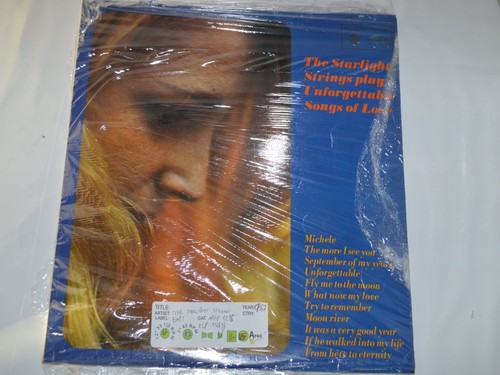 The Starlight
Strings play
Unforgettable
Songs of Love
Michele
The more I see you
September of my years
Unforgettable
Fly me to the moon
What now my love
Try to remember
Moon river
It was a very good year
If he walked into my life
From here to eternity
TITLE:
ARTIST
LABEL:
YEAR
CTRY: